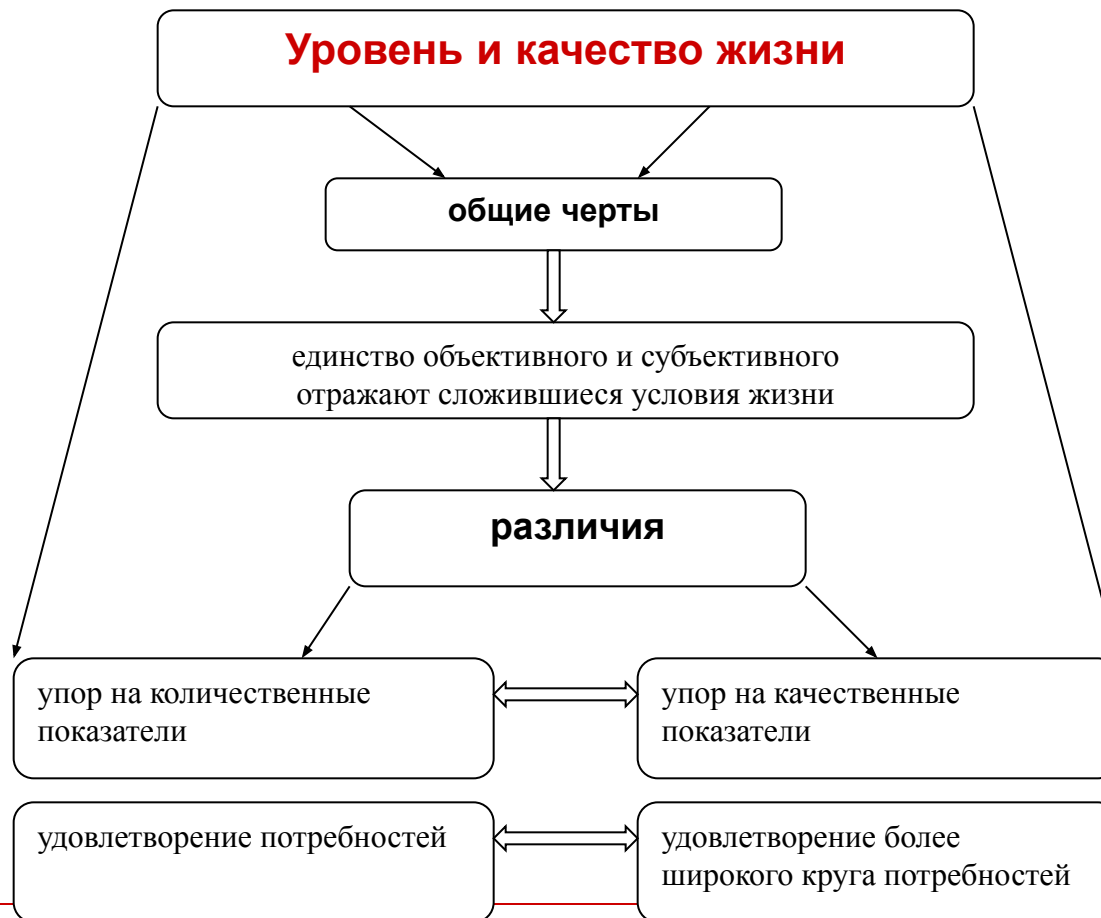 Уровень и качество жизни
общие черты
единство объективного и субъективного
отражают сложившиеся условия жизни
различия
упор на количественные
показатели
упор на качественные
показатели
удовлетворение потребностей
удовлетворение более
широкого круга потребностей